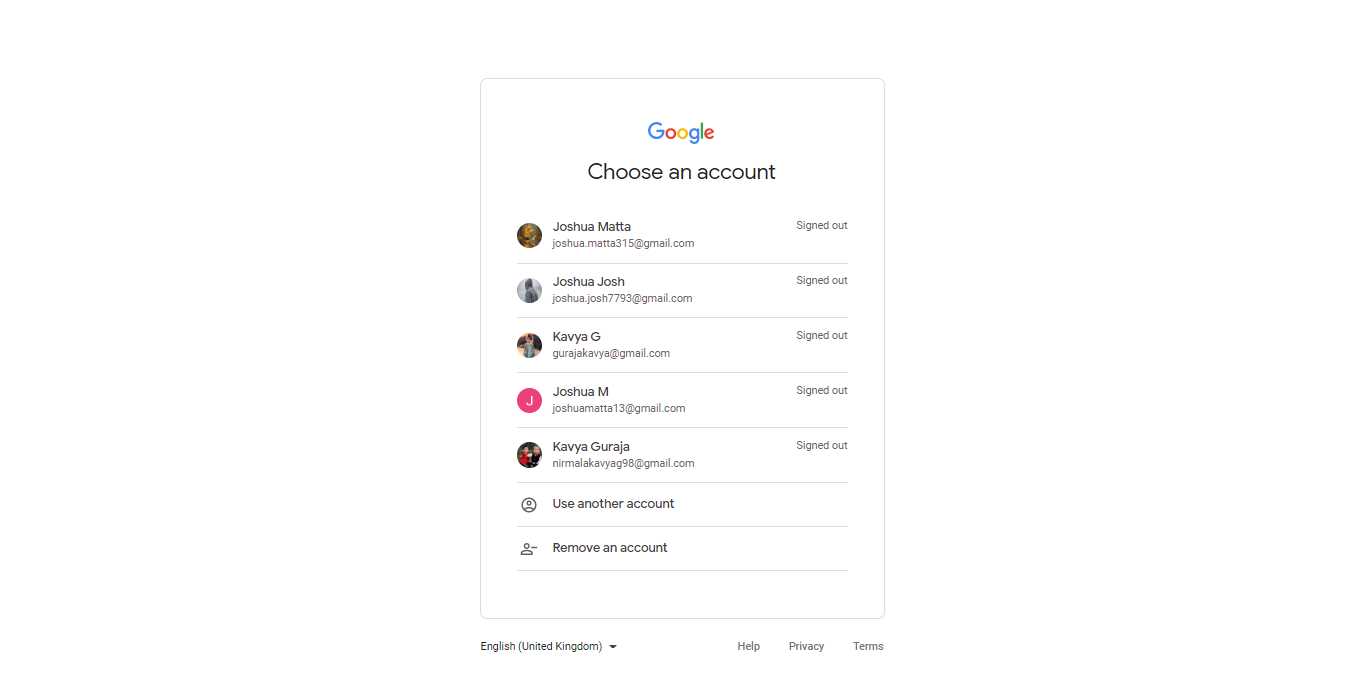 Google
Choose an account
Joshua Matta
Signed out
joshua.matta315@gmail.com
Joshua Josh
Signed out
joshua.josh7793@gmail.com
Kavya G
Signed out
gurajakavya@gmail.com
J
Joshua M
Signed out
joshuamatta13@gmail.com
Kavya Guraja
Signed out
nirmalakavyag98@gmail.com
Use another account
Remove an account
English (United Kingdom) Help Privacy Terms